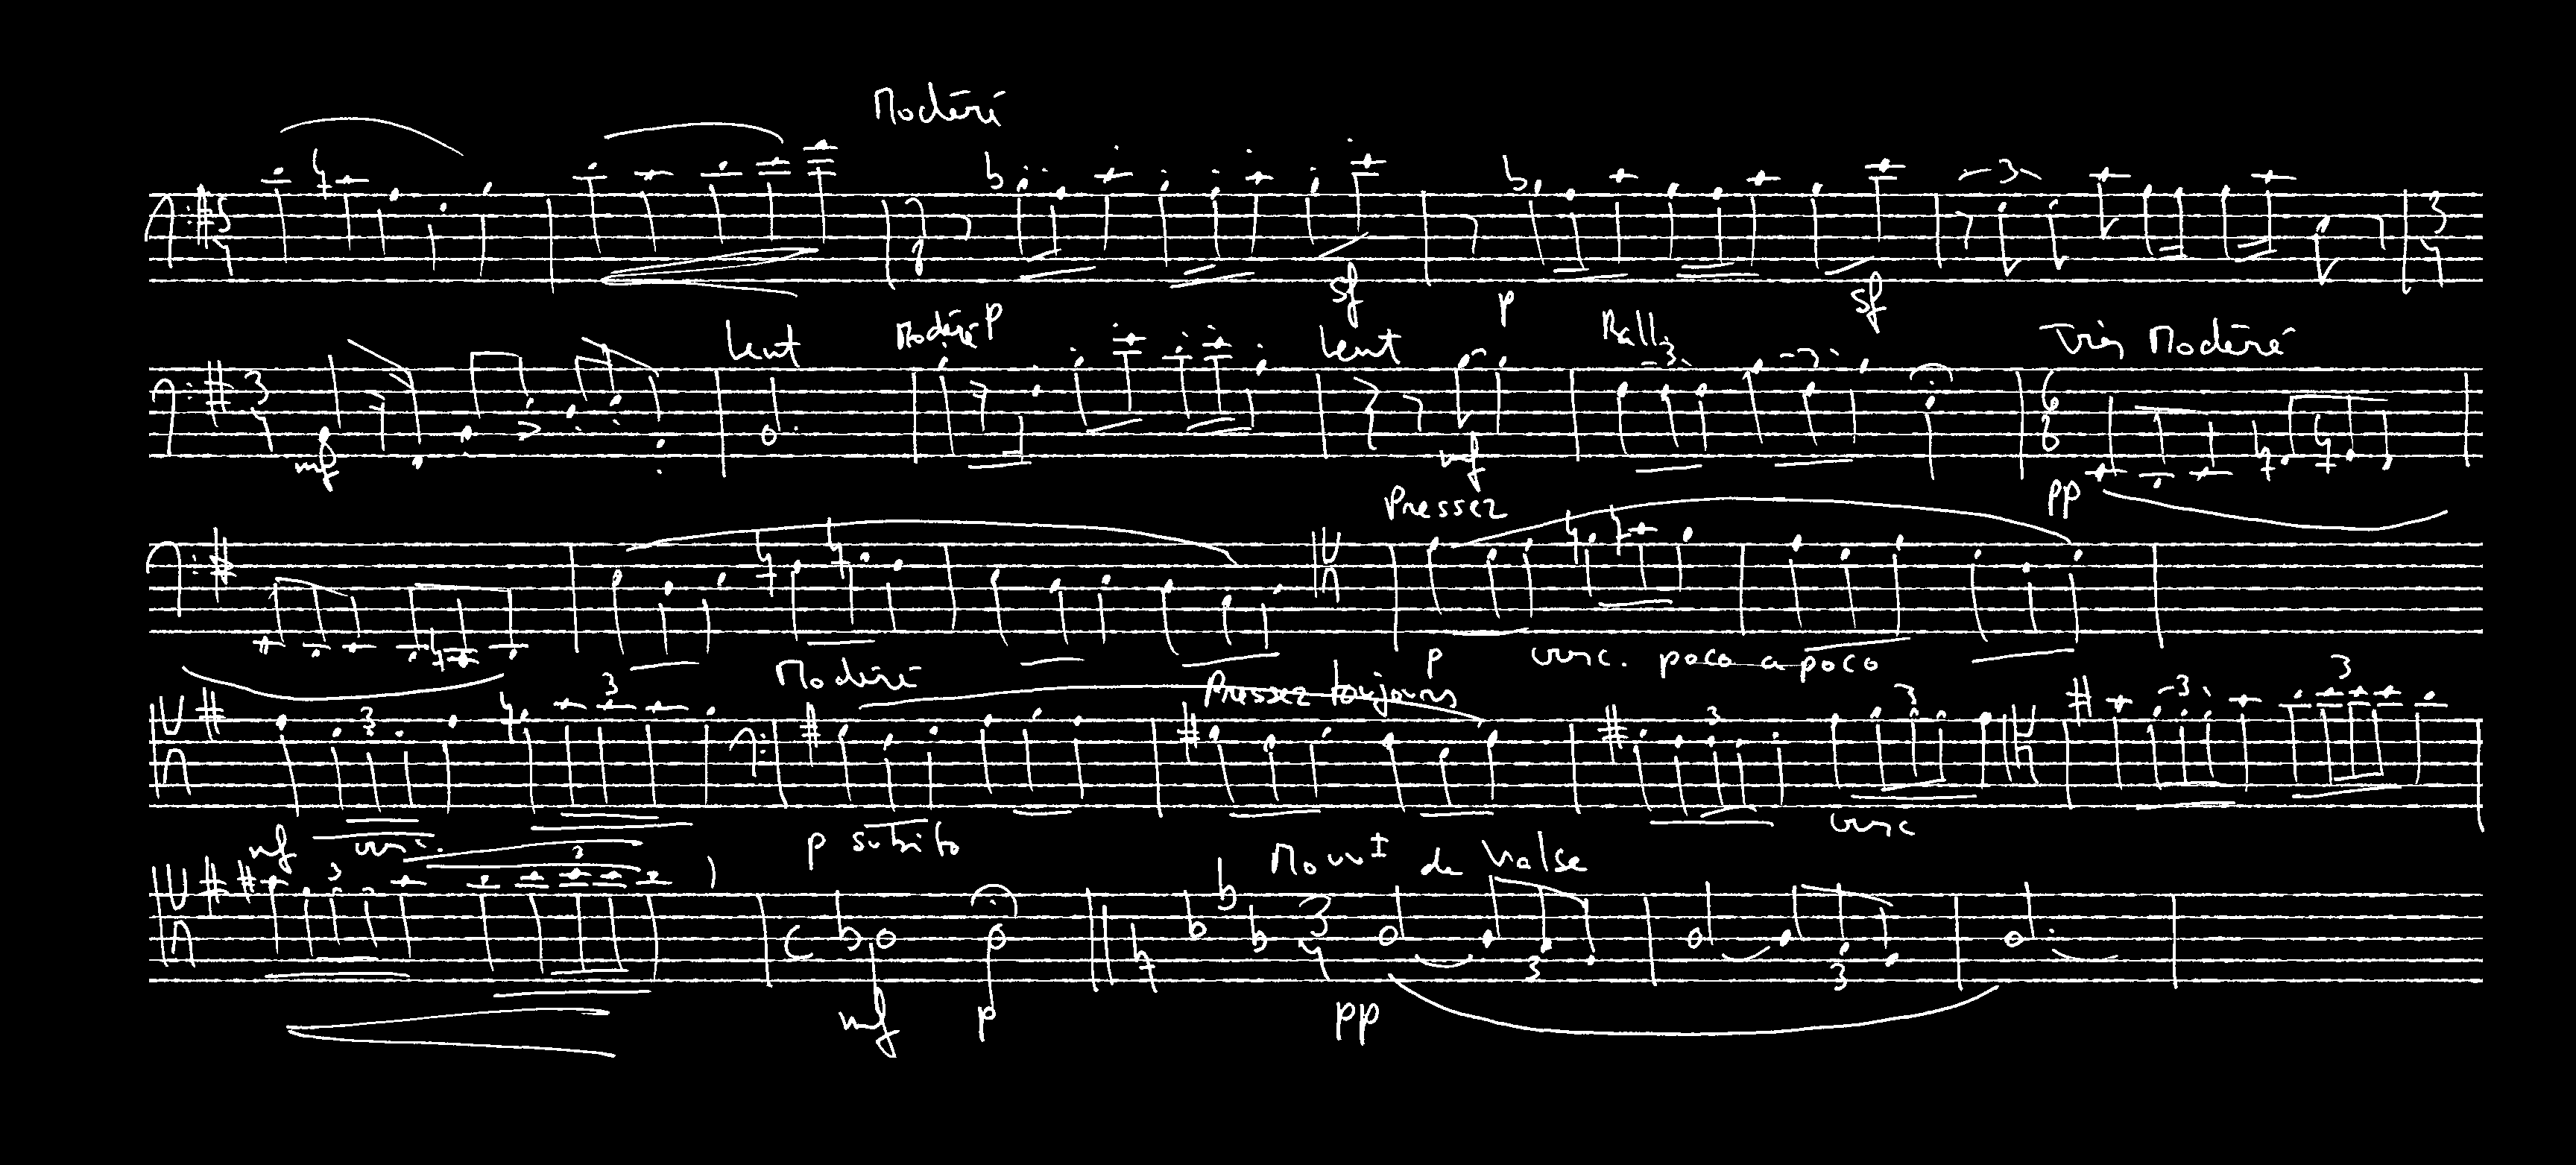 Modéré
sf p sf
Lent Modéré p Lent Rall. Très Modéré
mf mf pp
Pressez
p cresc. poco a poco
Modéré Pressez toujours
mf cresc. p subito cresc
Mouvt de Valse
mf p pp